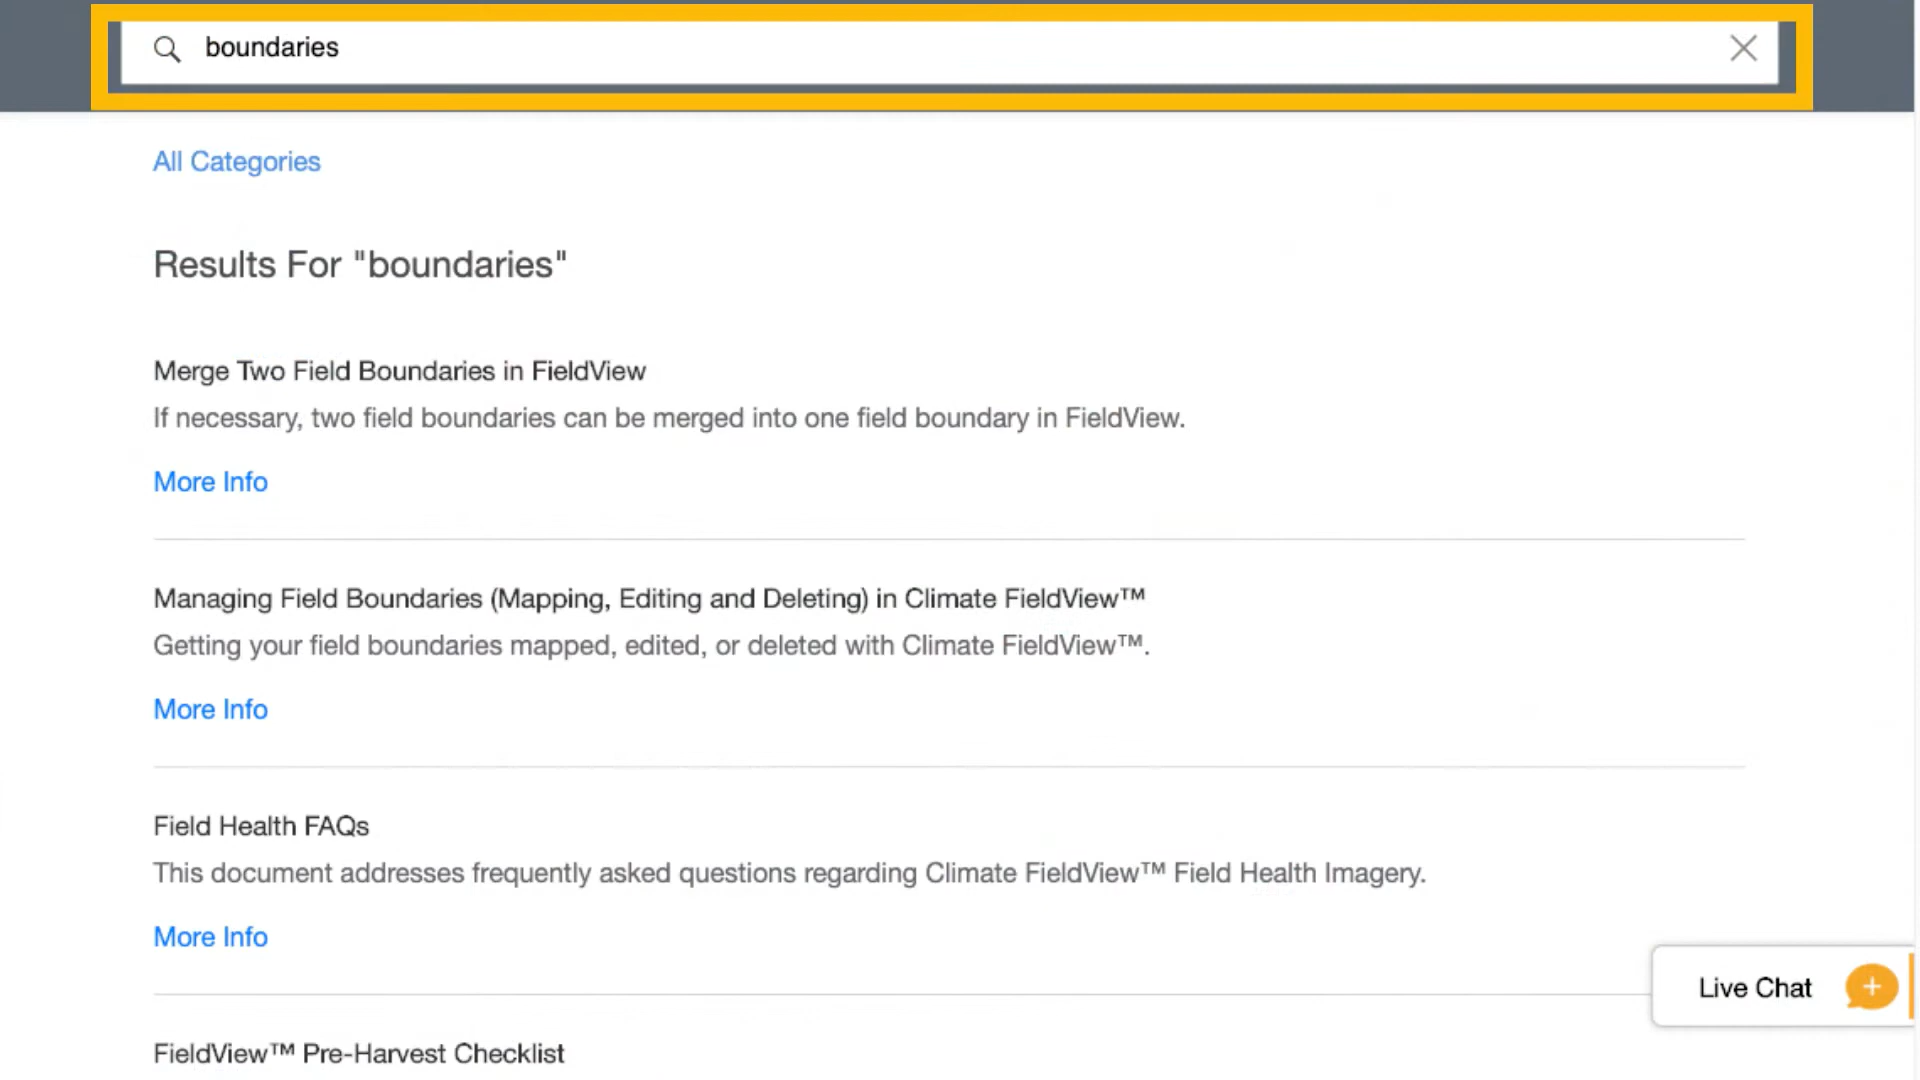 boundaries
All Categories
Results For "boundaries"
Merge Two Field Boundaries in FieldView
If necessary, two field boundaries can be merged into one field boundary in FieldView.
More Info
Managing Field Boundaries (Mapping, Editing and Deleting) in Climate FieldView™
Getting your field boundaries mapped, edited, or deleted with Climate FieldView™.
More Info
Field Health FAQs
This document addresses frequently asked questions regarding Climate FieldView™ Field Health Imagery.
More Info
Live Chat
FieldView™ Pre-Harvest Checklist